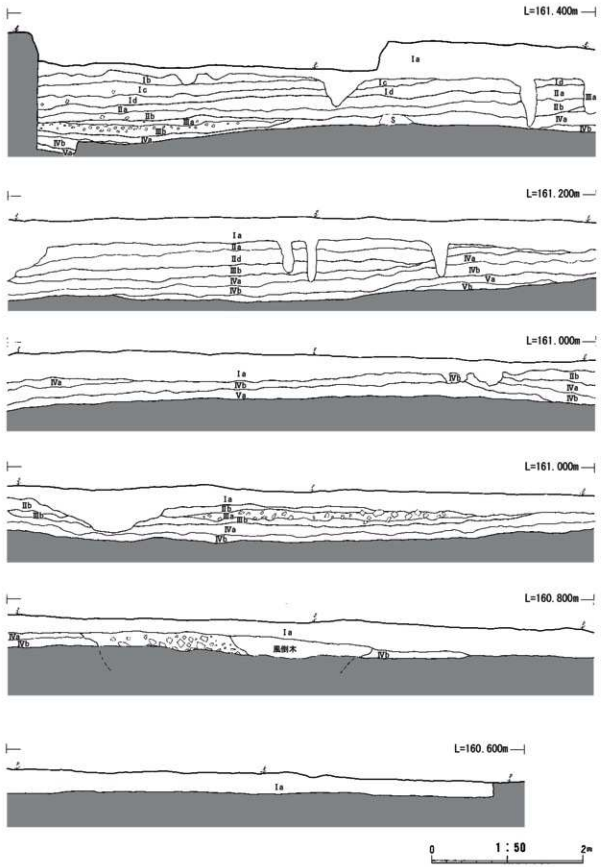 L=161.400m
Ia
Ib
Ic
Id
Ic
Id
IIa
IIb
IIIa
IIIb
IVa
IVb
Va
S
Id
IIa
IIIa
IIb
IVa
IVb
L=161.200m
Ia
IIa
IId
IIIb
IVa
IVb
IVa
IVb
Va
Vb
L=161.000m
Ia
IVa
IVb
Va
IVb
IIb
IVa
IVb
L=161.000m
IIb
IIIb
Ia
IIb
IIIa
IIIb
IVa
IVb
L=160.800m
Ia
IVa
IVb
風倒木
IVb
L=160.600m
Ia
0 1:50 2m